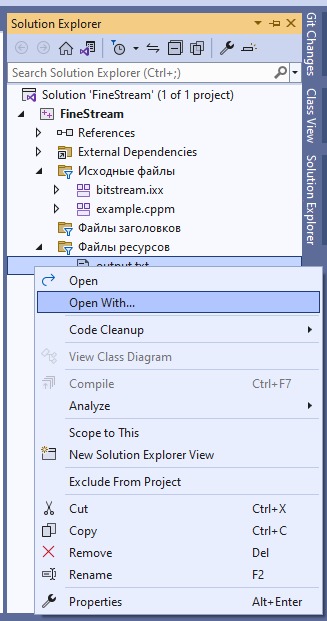 Solution Explorer
Search Solution Explorer (Ctrl+;)
Solution 'FineStream' (1 of 1 project)
FineStream
References
External Dependencies
Исходные файлы
bitstream.ixx
example.cppm
Файлы заголовков
Файлы ресурсов
output.txt
Open
Open With...
Code Cleanup
View Class Diagram
Compile Ctrl+F7
Analyze
Scope to This
New Solution Explorer View
Exclude From Project
Cut Ctrl+X
Copy Ctrl+C
Remove Del
Rename F2
Properties Alt+Enter
Git Changes
Class View
Solution Explorer